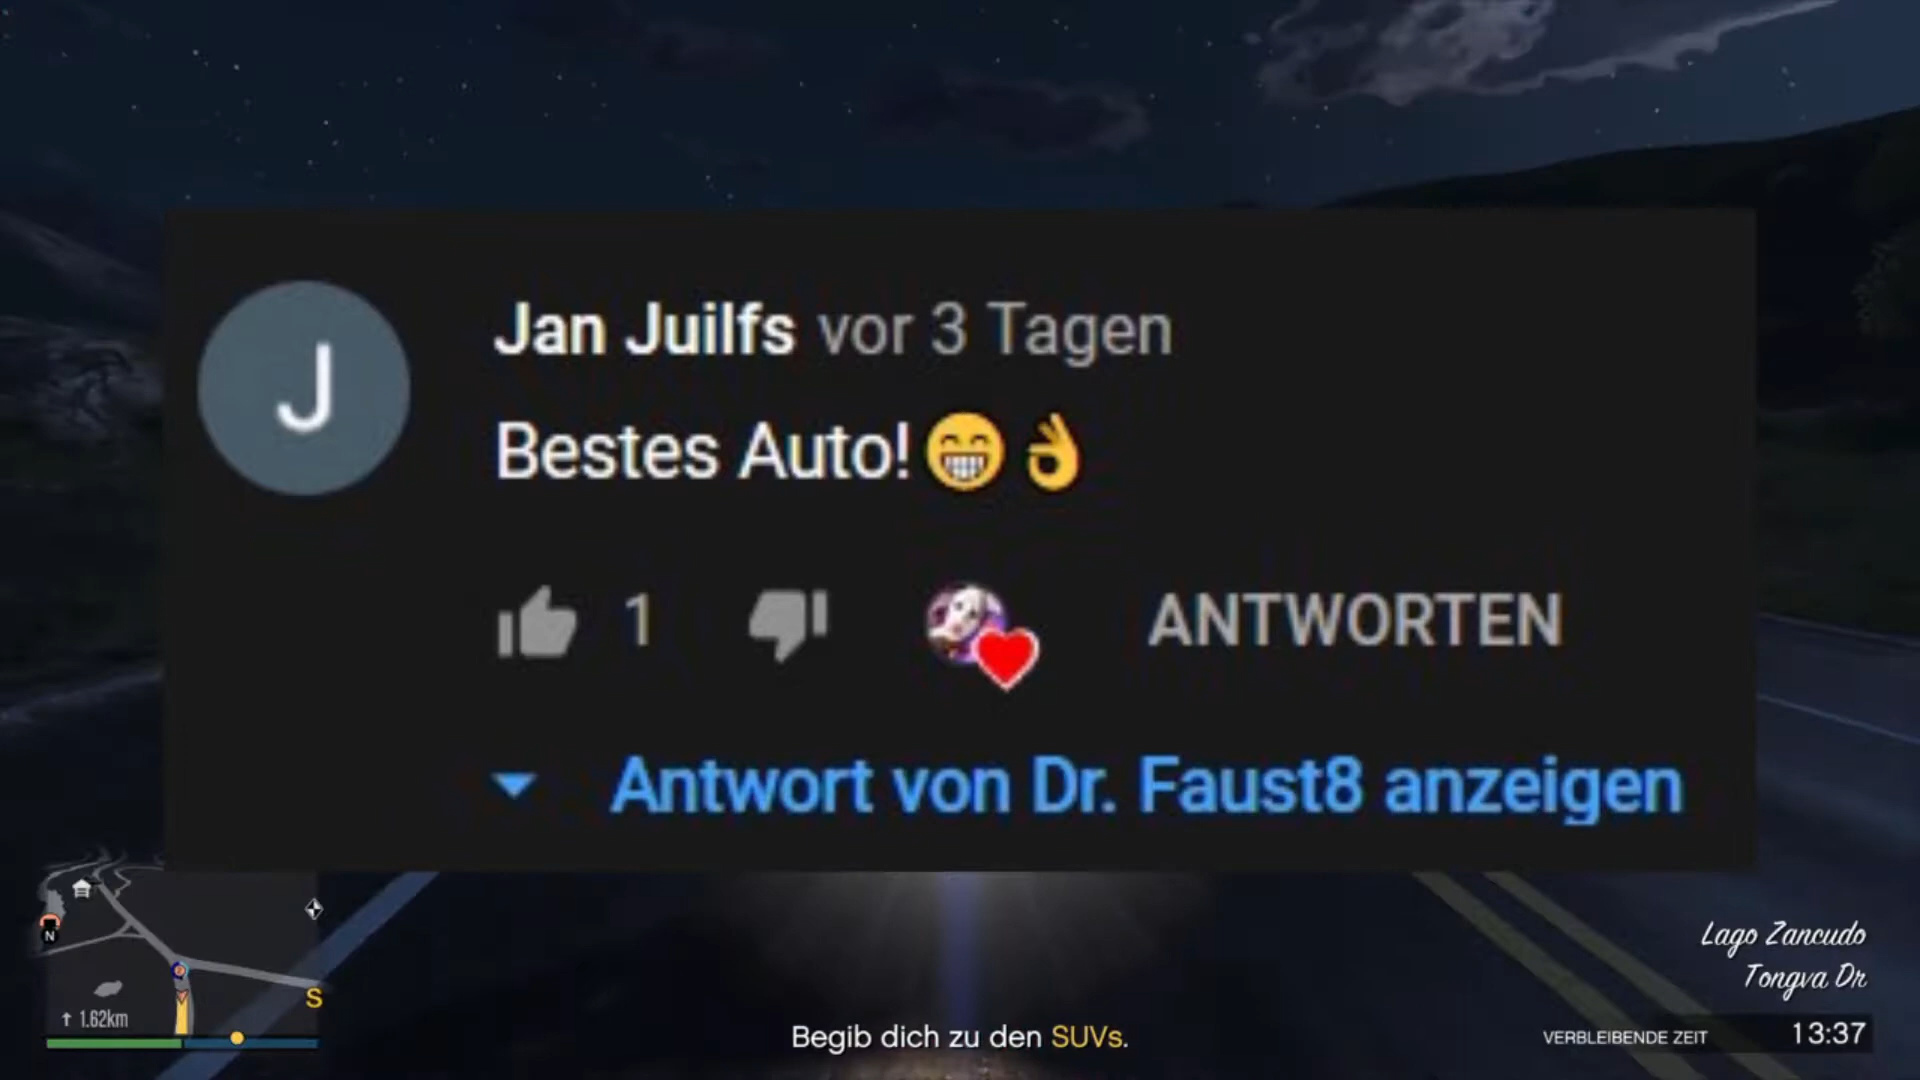 J
Jan Juilfs vor 3 Tagen
Bestes Auto!😁👌
1
ANTWORTEN
Antwort von Dr. Faust8 anzeigen
N
S
1.62km
Begib dich zu den SUVs.
Lago Zancudo
Tongva Dr
VERBLEIBENDE ZEIT 13:37